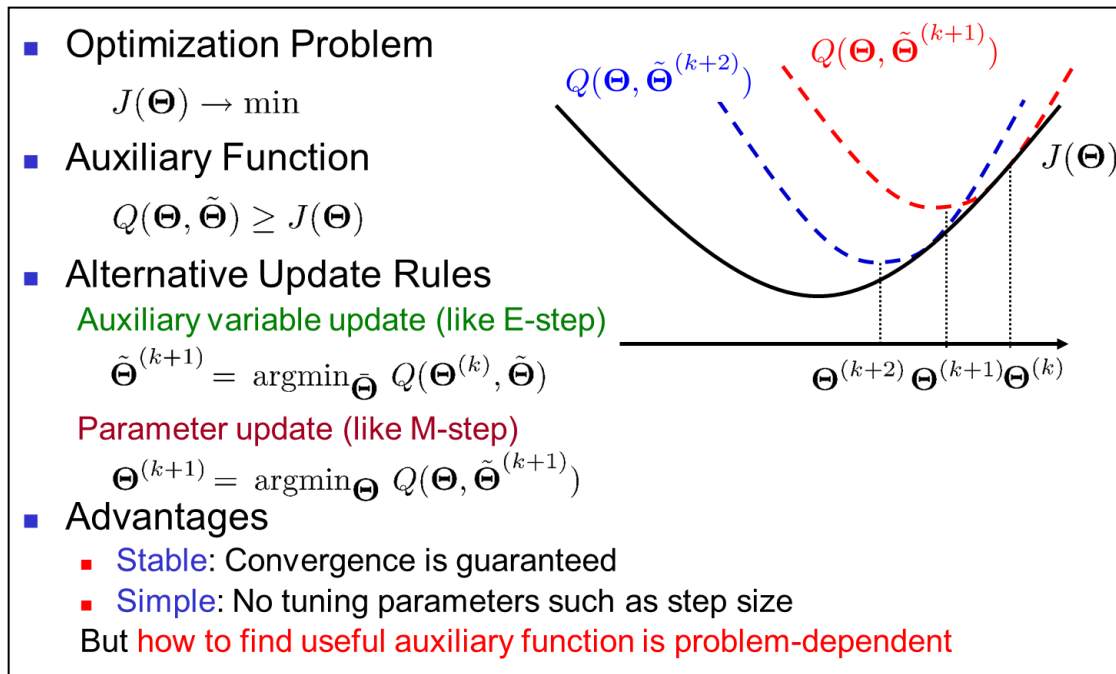 Optimization Problem
J(Θ) → min
Auxiliary Function
Q(Θ, Θ̃) ≥ J(Θ)
Alternative Update Rules
Auxiliary variable update (like E-step)
Θ̃^(k+1) = argmin_Θ̃ Q(Θ^(k), Θ̃)
Parameter update (like M-step)
Θ^(k+1) = argmin_Θ Q(Θ, Θ̃^(k+1))
Advantages
Stable: Convergence is guaranteed
Simple: No tuning parameters such as step size
But how to find useful auxiliary function is problem-dependent
Q(Θ, Θ̃^(k+1))
Q(Θ, Θ̃^(k+2))
J(Θ)
Θ^(k+2) Θ^(k+1) Θ^(k)